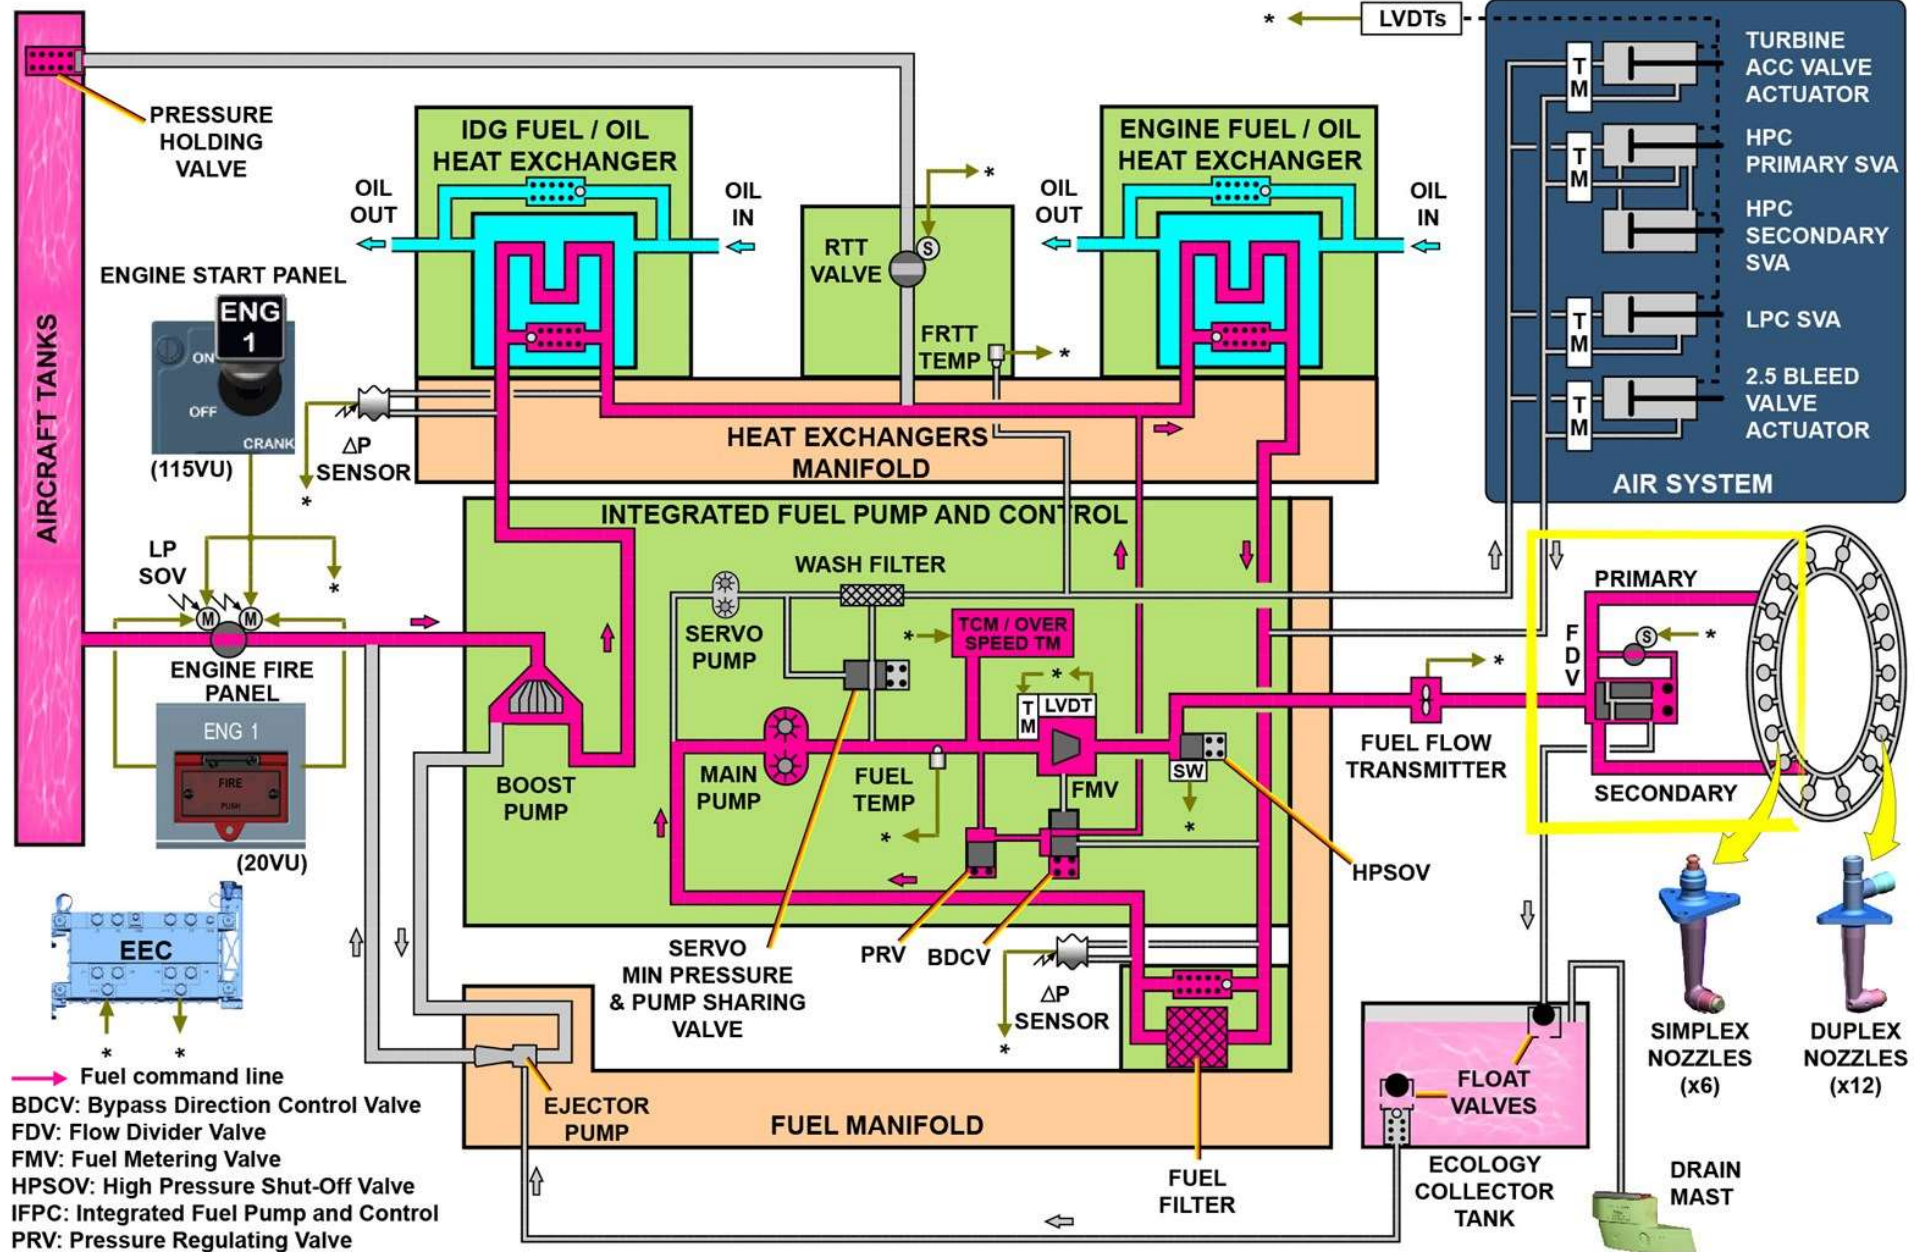 LVDTs
*
TURBINE
ACC VALVE
ACTUATOR
TM
HPC
PRIMARY SVA
TM
HPC
SECONDARY
SVA
LPC SVA
TM
2.5 BLEED
VALVE
ACTUATOR
TM
AIR SYSTEM
PRESSURE
HOLDING
VALVE
AIRCRAFT TANKS
IDG FUEL / OIL
HEAT EXCHANGER
OIL
OUT
OIL
IN
RTT
VALVE
S
*
FRTT
TEMP
*
ENGINE FUEL / OIL
HEAT EXCHANGER
OIL
OUT
OIL
IN
ENGINE START PANEL
ENG
1
ON
OFF
CRANK
(115VU)
ΔP
SENSOR
*
HEAT EXCHANGERS
MANIFOLD
LP
SOV
*
M
M
ENGINE FIRE
PANEL
ENG 1
FIRE
PUSH
(20VU)
INTEGRATED FUEL PUMP AND CONTROL
WASH FILTER
SERVO
PUMP
*
TCM / OVER
SPEED TM
*
TM
LVDT
BOOST
PUMP
MAIN
PUMP
FUEL
TEMP
*
FMV
SW
*
HPSOV
FUEL FLOW
TRANSMITTER
*
PRIMARY
FDV
S
*
SECONDARY
SERVO
MIN PRESSURE
& PUMP SHARING
VALVE
PRV
BDCV
ΔP
SENSOR
*
EEC
*
*
EJECTOR
PUMP
FUEL MANIFOLD
FUEL
FILTER
FLOAT
VALVES
ECOLOGY
COLLECTOR
TANK
DRAIN
MAST
SIMPLEX
NOZZLES
(x6)
DUPLEX
NOZZLES
(x12)
Fuel command line
BDCV: Bypass Direction Control Valve
FDV: Flow Divider Valve
FMV: Fuel Metering Valve
HPSOV: High Pressure Shut-Off Valve
IFPC: Integrated Fuel Pump and Control
PRV: Pressure Regulating Valve